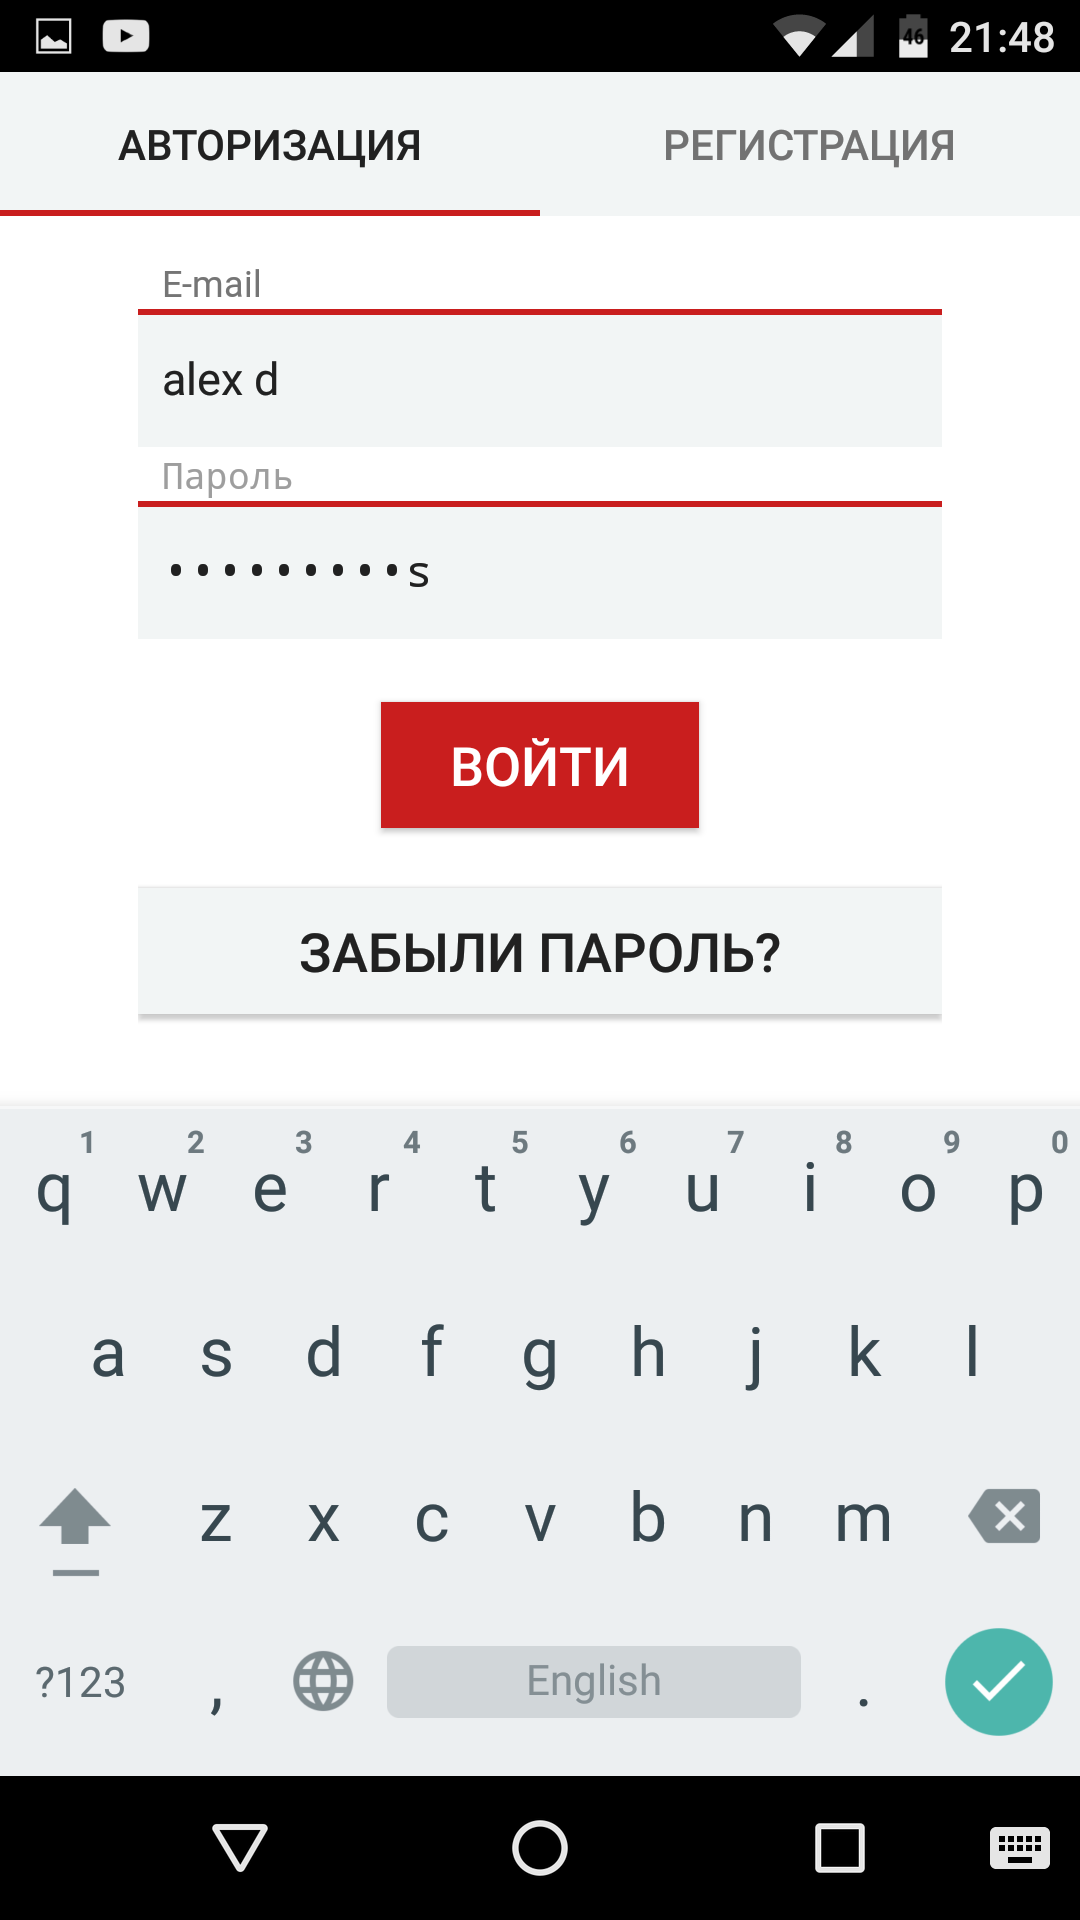 46 21:48
АВТОРИЗАЦИЯ РЕГИСТРАЦИЯ
E-mail
alex d
Пароль
•••••••••s
ВОЙТИ
ЗАБЫЛИ ПАРОЛЬ?
1 2 3 4 5 6 7 8 9 0
q w e r t y u i o p
a s d f g h j k l
z x c v b n m
?123 , English .